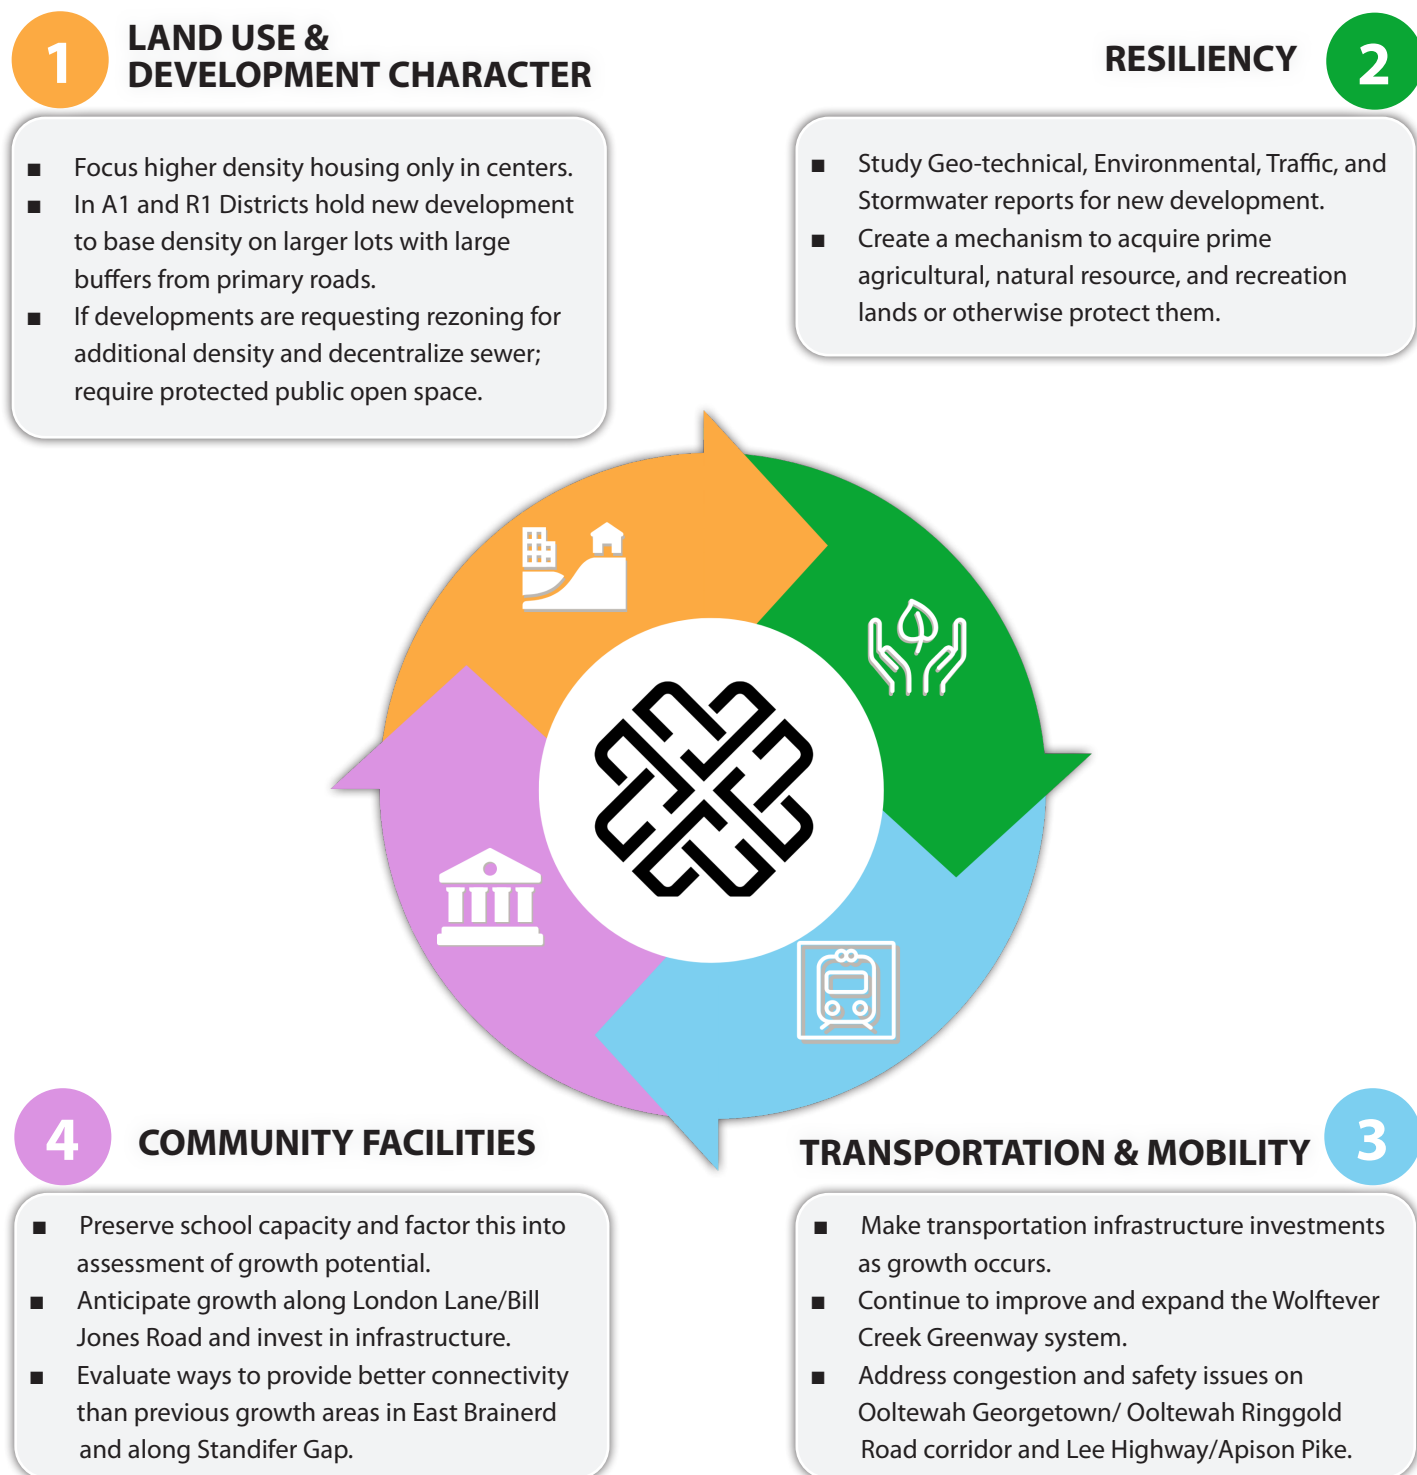 1
LAND USE &
DEVELOPMENT CHARACTER
■ Focus higher density housing only in centers.
■ In A1 and R1 Districts hold new development
to base density on larger lots with large
buffers from primary roads.
■ If developments are requesting rezoning for
additional density and decentralize sewer;
require protected public open space.
RESILIENCY
2
■ Study Geo-technical, Environmental, Traffic, and
Stormwater reports for new development.
■ Create a mechanism to acquire prime
agricultural, natural resource, and recreation
lands or otherwise protect them.
4
COMMUNITY FACILITIES
■ Preserve school capacity and factor this into
assessment of growth potential.
■ Anticipate growth along London Lane/Bill
Jones Road and invest in infrastructure.
■ Evaluate ways to provide better connectivity
than previous growth areas in East Brainerd
and along Standifer Gap.
TRANSPORTATION & MOBILITY
3
■ Make transportation infrastructure investments
as growth occurs.
■ Continue to improve and expand the Wolftever
Creek Greenway system.
■ Address congestion and safety issues on
Ooltewah Georgetown/ Ooltewah Ringgold
Road corridor and Lee Highway/Apison Pike.